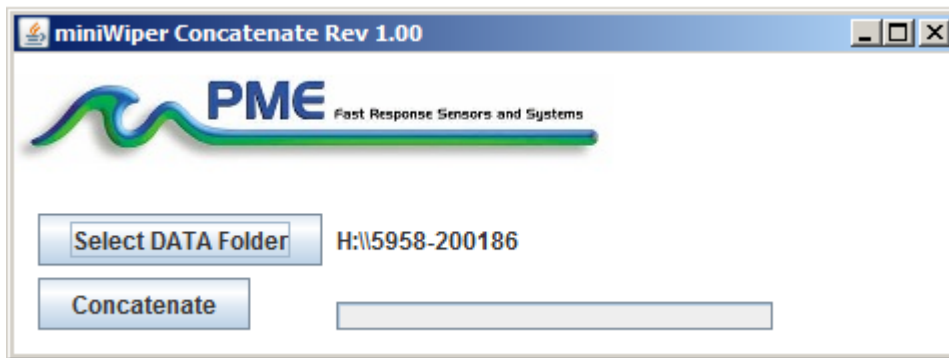 miniWiper Concatenate Rev 1.00
PME Fast Response Sensors and Systems
Select DATA Folder H:\\5958-200186
Concatenate